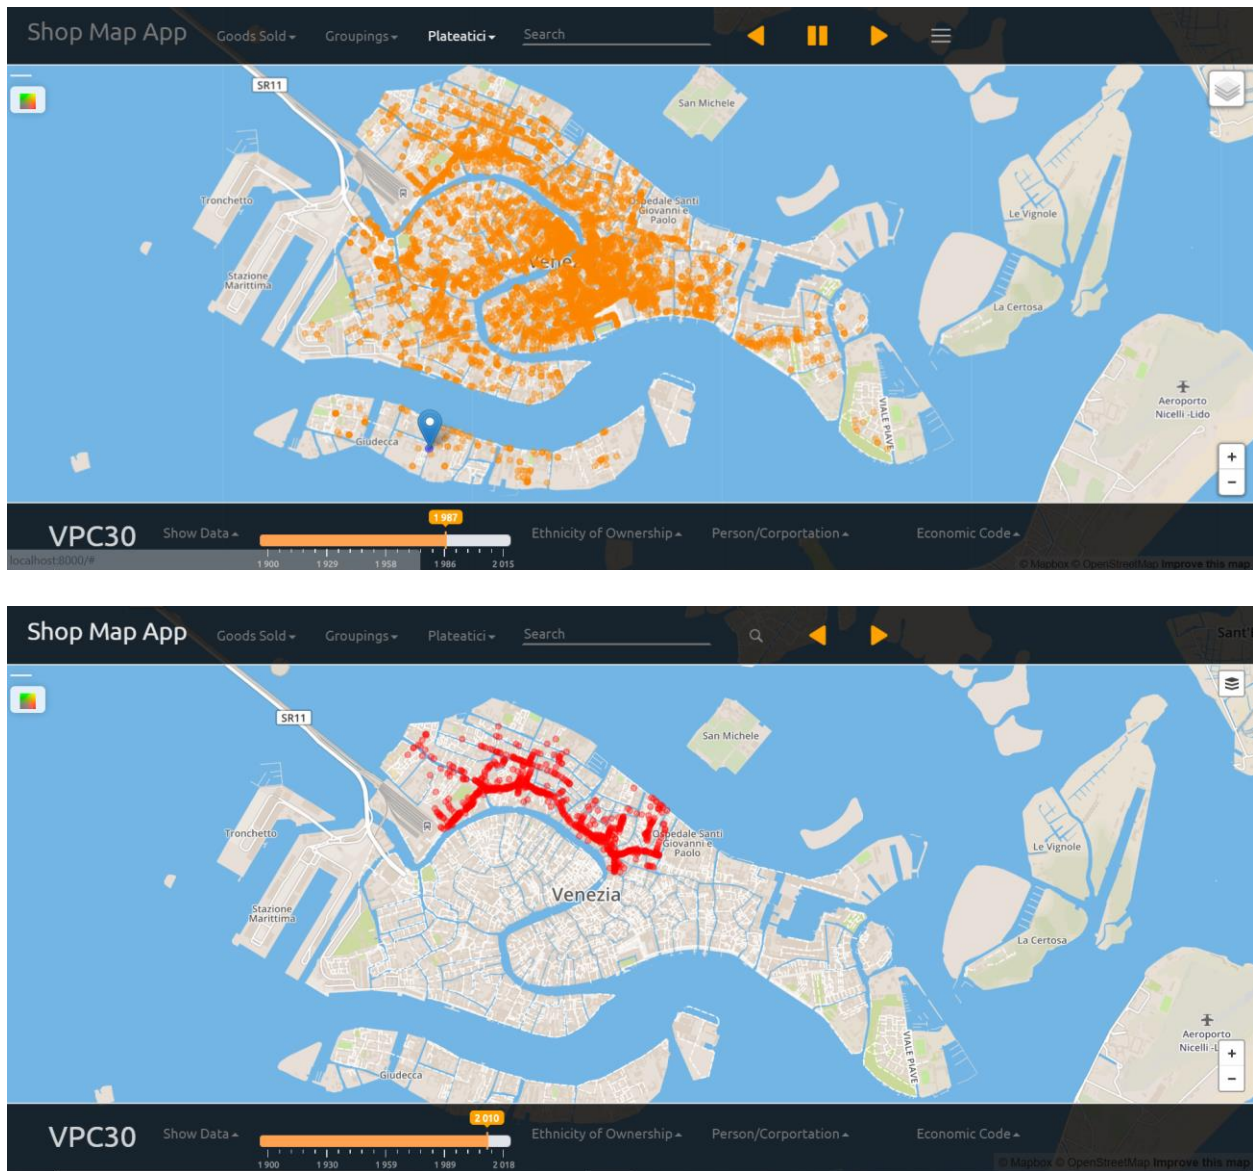 Shop Map App Goods Sold Groupings Plateatici Search
SR11
San Michele
Tronchetto
Ospedale Santi
Giovanni e
Paolo
Le Vignole
Venezia
Stazione
Marittima
La Certosa
Aeroporto
Nicelli -Lido
VIALE PIAVE
Giudecca
+
−
1 987
VPC30 Show Data Ethnicity of Ownership Person/Corportation Economic Code
localhost:8000/#
1 900 1 929 1 958 1 986 2 015
© Mapbox © OpenStreetMap Improve this map
Shop Map App Goods Sold Groupings Plateatici Search
SR11
San Michele
Tronchetto
Ospedale Santi
Giovanni e
Paolo
Le Vignole
Venezia
Stazione
Marittima
La Certosa
Aeroporto
Nicelli
VIALE PIAVE
Giudecca
+
−
2 010
VPC30 Show Data Ethnicity of Ownership Person/Corportation Economic Code
1 900 1 930 1 959 1 989 2 018
© Mapbox © OpenStreetMap Improve this map